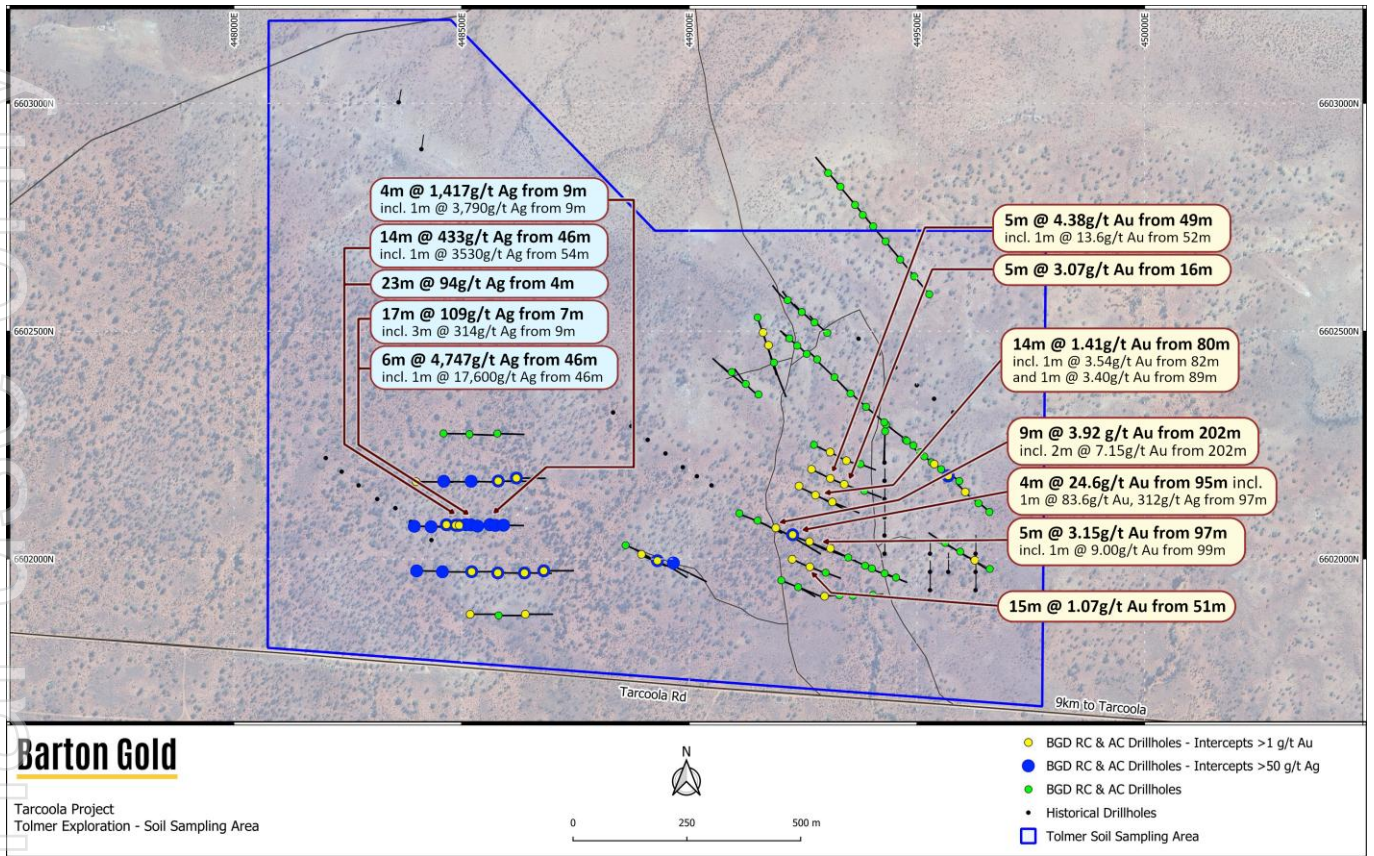 448000E
448500E
449000E
449500E
450000E
6603000N
6603000N
4m @ 1,417g/t Ag from 9m
incl. 1m @ 3,790g/t Ag from 9m
14m @ 433g/t Ag from 46m
incl. 1m @ 3530g/t Ag from 54m
23m @ 94g/t Ag from 4m
17m @ 109g/t Ag from 7m
incl. 3m @ 314g/t Ag from 9m
6m @ 4,747g/t Ag from 46m
incl. 1m @ 17,600g/t Ag from 46m
5m @ 4.38g/t Au from 49m
incl. 1m @ 13.6g/t Au from 52m
5m @ 3.07g/t Au from 16m
14m @ 1.41g/t Au from 80m
incl. 1m @ 3.54g/t Au from 82m
and 1m @ 3.40g/t Au from 89m
9m @ 3.92 g/t Au from 202m
incl. 2m @ 7.15g/t Au from 202m
4m @ 24.6g/t Au from 95m incl.
1m @ 83.6g/t Au, 312g/t Ag from 97m
5m @ 3.15g/t Au from 97m
incl. 1m @ 9.00g/t Au from 99m
15m @ 1.07g/t Au from 51m
6602500N
6602500N
6602000N
6602000N
Tarcoola Rd
9km to Tarcoola
Barton Gold
Tarcoola Project
Tolmer Exploration - Soil Sampling Area
N
0 250 500 m
BGD RC & AC Drillholes - Intercepts >1 g/t Au
BGD RC & AC Drillholes - Intercepts >50 g/t Ag
BGD RC & AC Drillholes
Historical Drillholes
Tolmer Soil Sampling Area